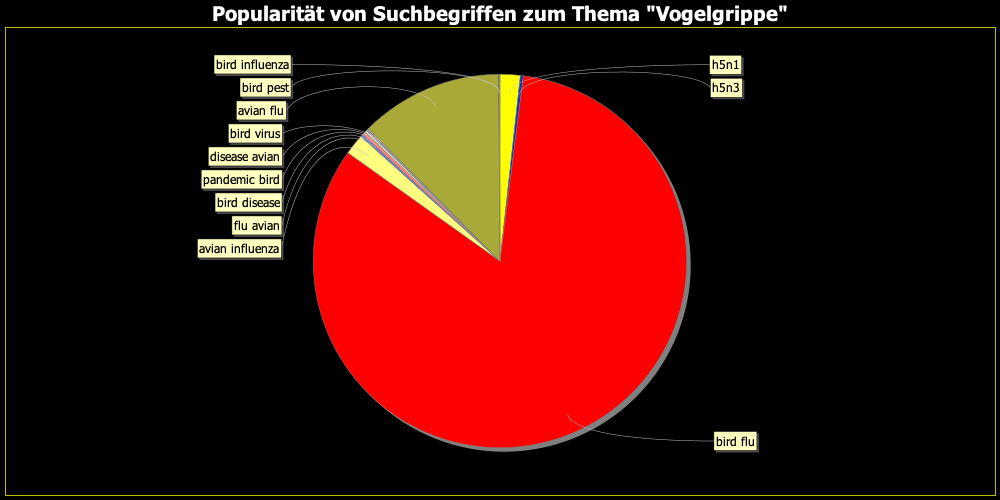 Popularität von Suchbegriffen zum Thema "Vogelgrippe"
bird influenza
bird pest
avian flu
bird virus
disease avian
pandemic bird
bird disease
flu avian
avian influenza
h5n1
h5n3
bird flu